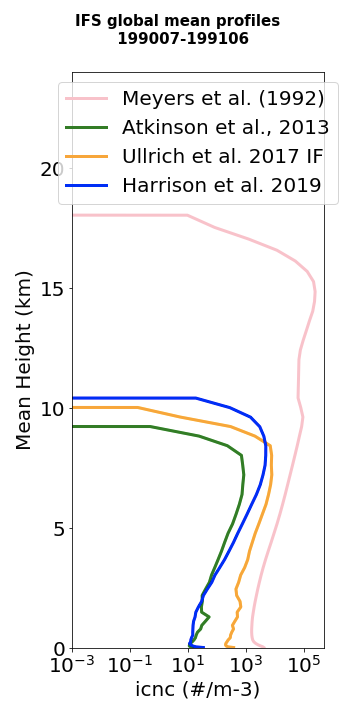 IFS global mean profiles
199007-199106
Meyers et al. (1992)
Atkinson et al., 2013
Ullrich et al. 2017 IF
Harrison et al. 2019
20
15
10
5
0
Mean Height (km)
10⁻³ 10⁻¹ 10¹ 10³ 10⁵
icnc (#/m-3)